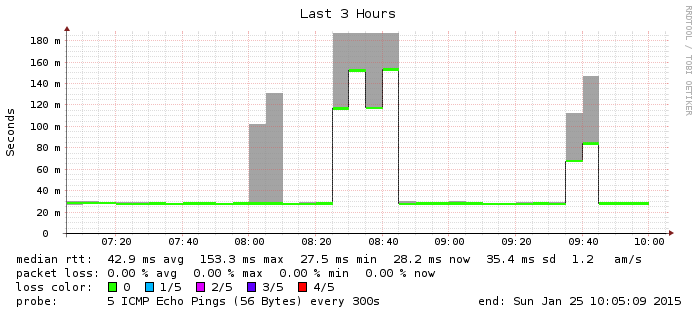 Last 3 Hours
RRDTOOL / TOBI OETIKER
Seconds
180 m
160 m
140 m
120 m
100 m
80 m
60 m
40 m
20 m
0
07:20 07:40 08:00 08:20 08:40 09:00 09:20 09:40 10:00
median rtt: 42.9 ms avg 153.3 ms max 27.5 ms min 28.2 ms now 35.4 ms sd 1.2 am/s
packet loss: 0.00 % avg 0.00 % max 0.00 % min 0.00 % now
loss color: 0 1/5 2/5 3/5 4/5
probe: 5 ICMP Echo Pings (56 Bytes) every 300s end: Sun Jan 25 10:05:09 2015